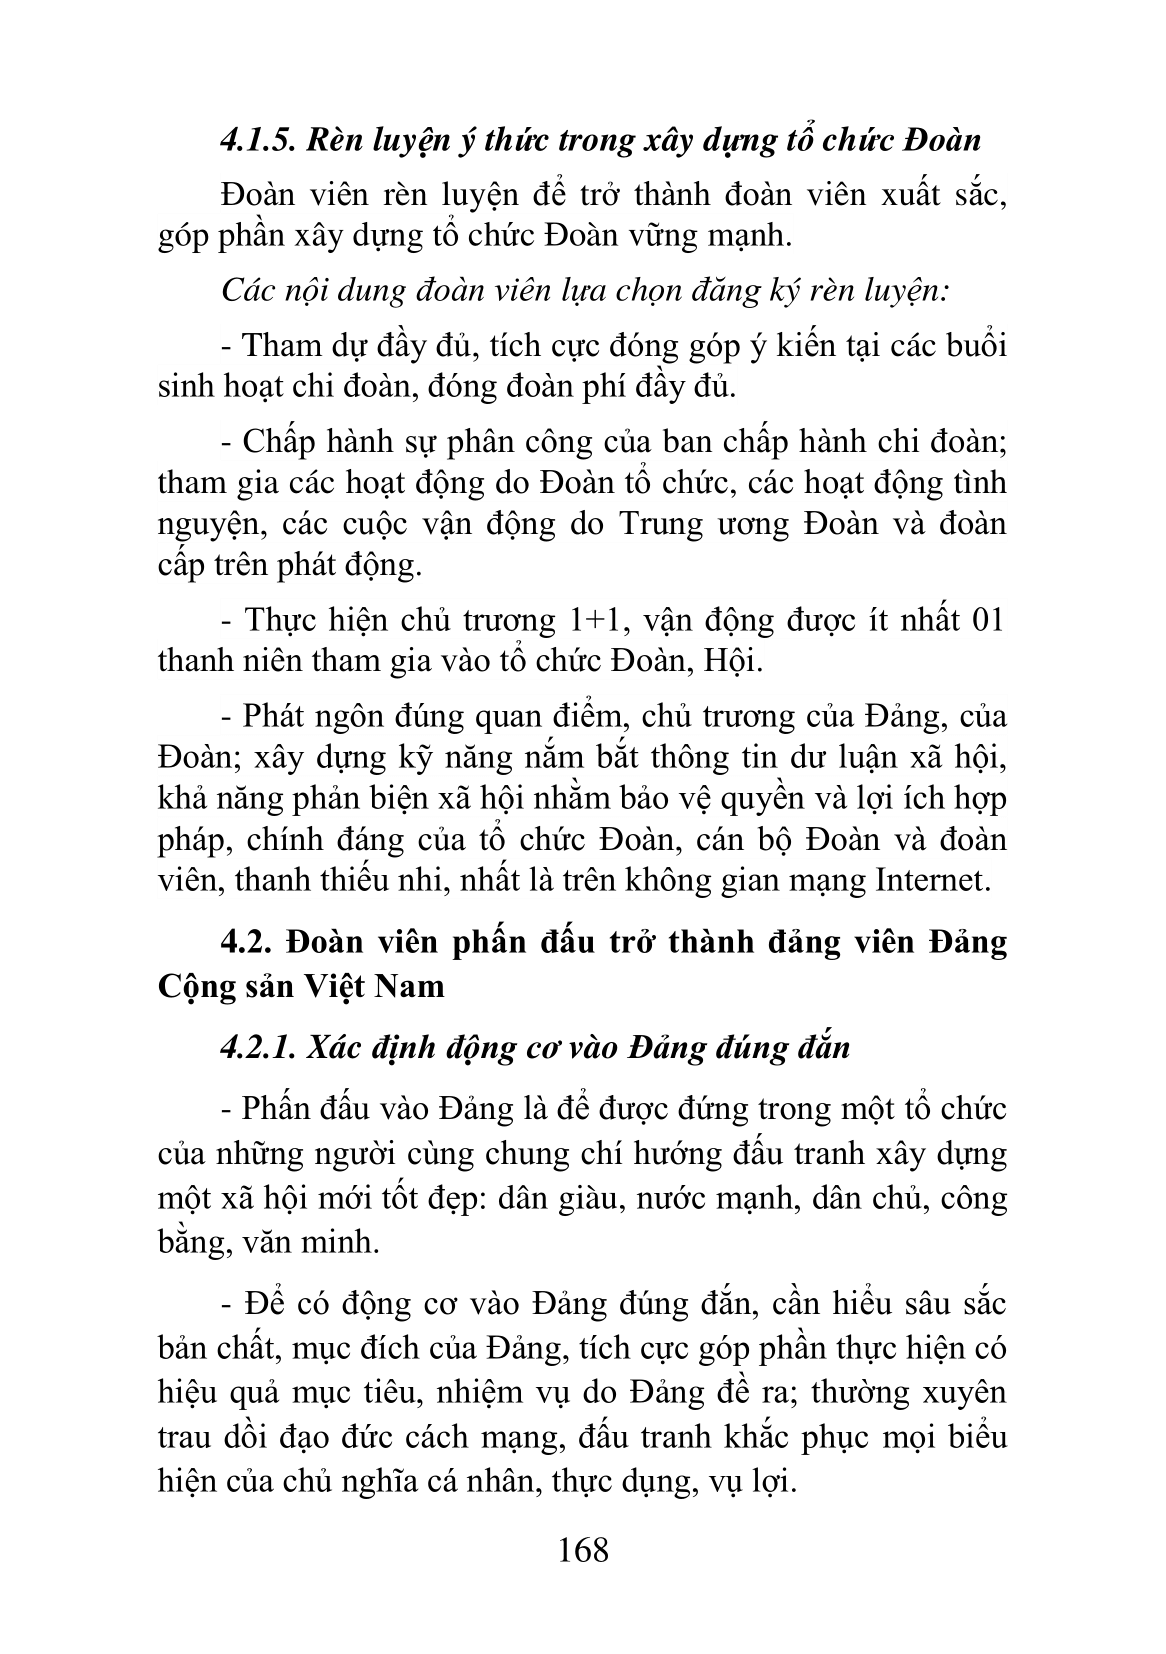 4.1.5. Rèn luyện ý thức trong xây dựng tổ chức Đoàn
Đoàn viên rèn luyện để trở thành đoàn viên xuất sắc,
góp phần xây dựng tổ chức Đoàn vững mạnh.
Các nội dung đoàn viên lựa chọn đăng ký rèn luyện:
- Tham dự đầy đủ, tích cực đóng góp ý kiến tại các buổi
sinh hoạt chi đoàn, đóng đoàn phí đầy đủ.
- Chấp hành sự phân công của ban chấp hành chi đoàn;
tham gia các hoạt động do Đoàn tổ chức, các hoạt động tình
nguyện, các cuộc vận động do Trung ương Đoàn và đoàn
cấp trên phát động.
- Thực hiện chủ trương 1+1, vận động được ít nhất 01
thanh niên tham gia vào tổ chức Đoàn, Hội.
- Phát ngôn đúng quan điểm, chủ trương của Đảng, của
Đoàn; xây dựng kỹ năng nắm bắt thông tin dư luận xã hội,
khả năng phản biện xã hội nhằm bảo vệ quyền và lợi ích hợp
pháp, chính đáng của tổ chức Đoàn, cán bộ Đoàn và đoàn
viên, thanh thiếu nhi, nhất là trên không gian mạng Internet.
4.2. Đoàn viên phấn đấu trở thành đảng viên Đảng
Cộng sản Việt Nam
4.2.1. Xác định động cơ vào Đảng đúng đắn
- Phấn đấu vào Đảng là để được đứng trong một tổ chức
của những người cùng chung chí hướng đấu tranh xây dựng
một xã hội mới tốt đẹp: dân giàu, nước mạnh, dân chủ, công
bằng, văn minh.
- Để có động cơ vào Đảng đúng đắn, cần hiểu sâu sắc
bản chất, mục đích của Đảng, tích cực góp phần thực hiện có
hiệu quả mục tiêu, nhiệm vụ do Đảng đề ra; thường xuyên
trau dồi đạo đức cách mạng, đấu tranh khắc phục mọi biểu
hiện của chủ nghĩa cá nhân, thực dụng, vụ lợi.
168